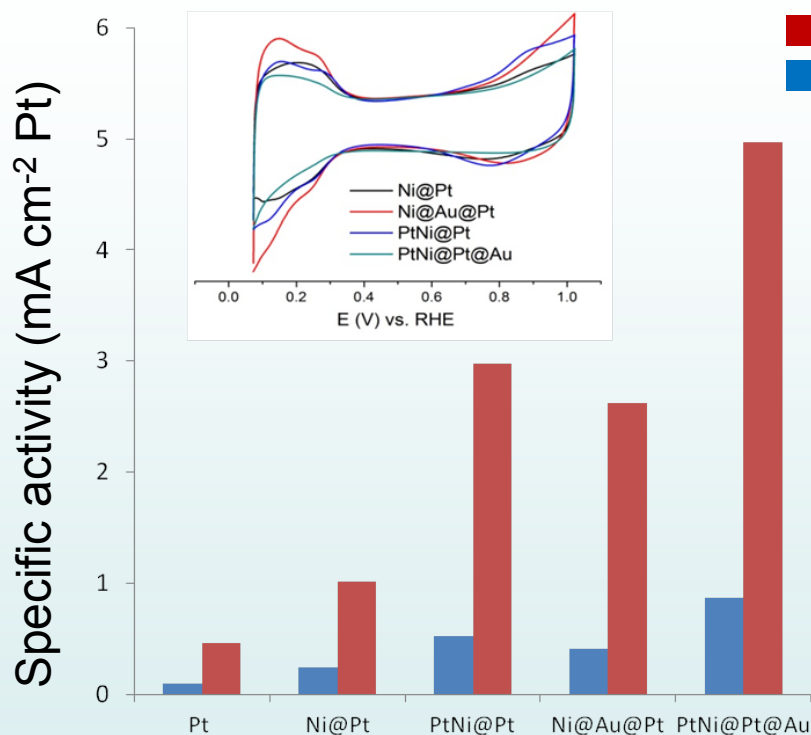 Specific activity (mA cm-2 Pt)
6
5
4
3
2
1
0
Ni@Pt
Ni@Au@Pt
PtNi@Pt
PtNi@Pt@Au
0.0 0.2 0.4 0.6 0.8 1.0
E (V) vs. RHE
Pt Ni@Pt PtNi@Pt Ni@Au@Pt PtNi@Pt@Au